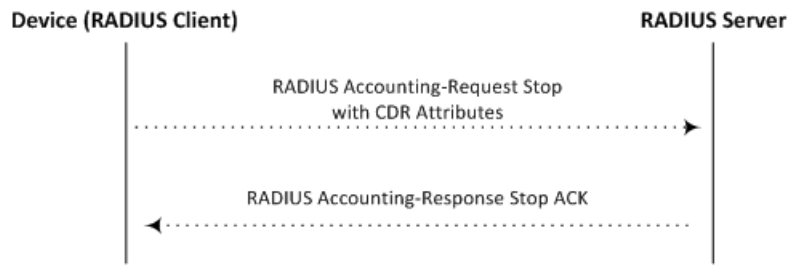 Device (RADIUS Client)
RADIUS Server
RADIUS Accounting-Request Stop
with CDR Attributes
RADIUS Accounting-Response Stop ACK